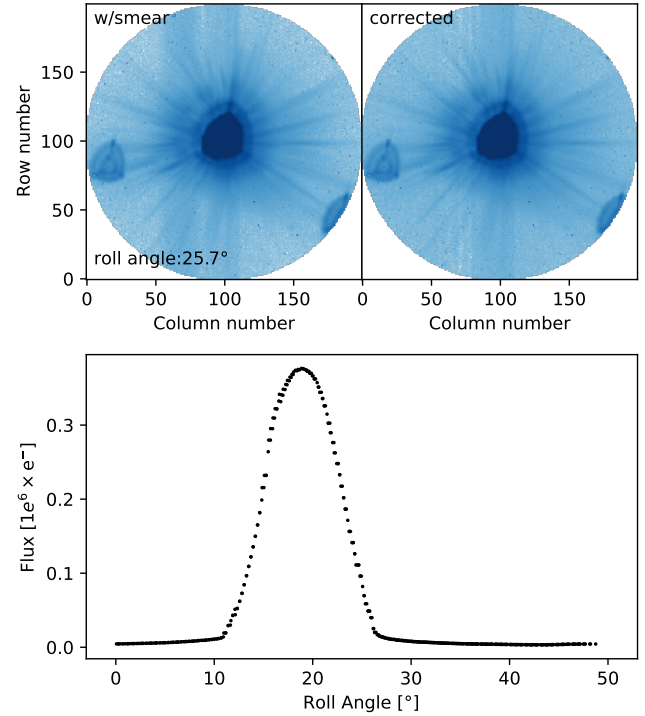 w/smear
corrected
Row number
150
100
50
0
roll angle:25.7°
0 50 100 150
0 50 100 150
Column number
Column number
Flux [1e⁶ × e⁻]
0.3
0.2
0.1
0.0
0 10 20 30 40 50
Roll Angle [°]